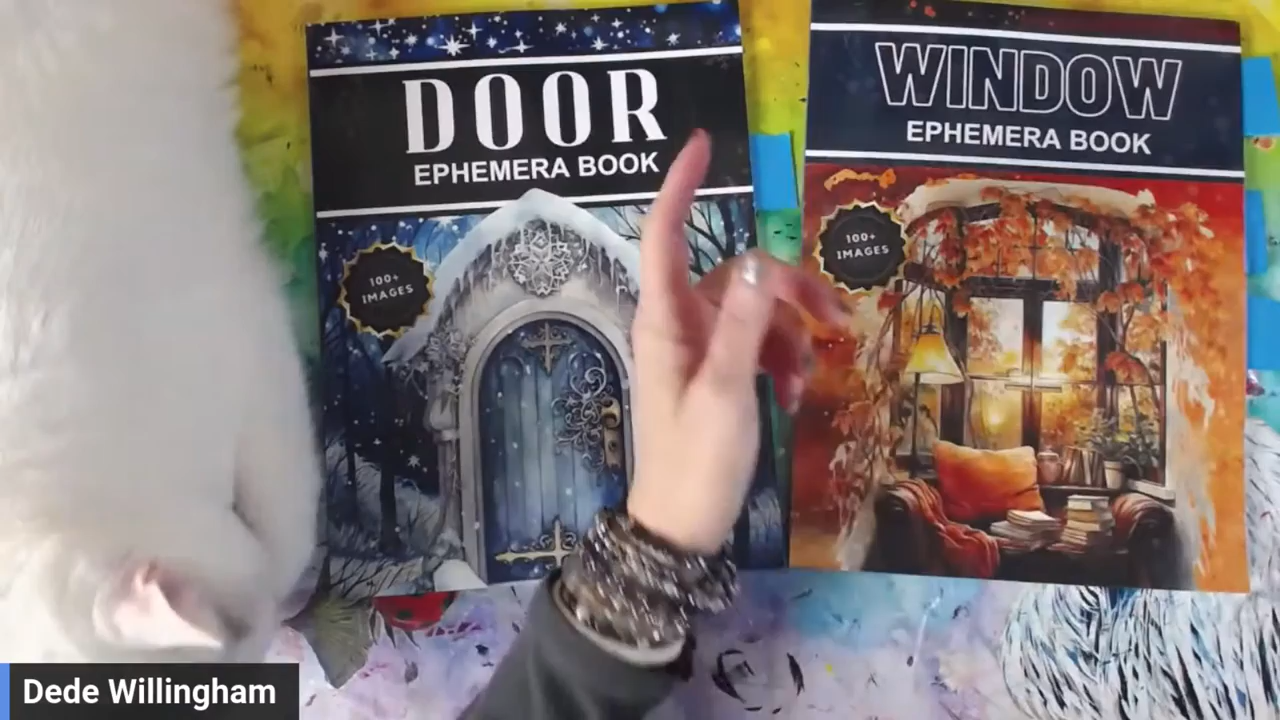 DOOR
EPHEMERA BOOK
100+
IMAGES
WINDOW
EPHEMERA BOOK
100+
IMAGES
Dede Willingham